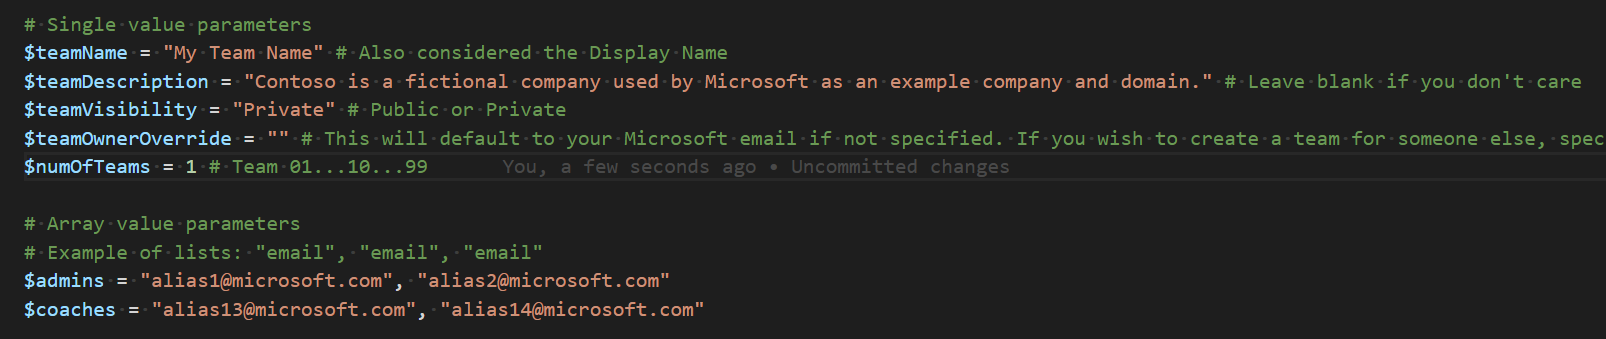 # Single value parameters
$teamName = "My Team Name" # Also considered the Display Name
$teamDescription = "Contoso is a fictional company used by Microsoft as an example company and domain." # Leave blank if you don't care
$teamVisibility = "Private" # Public or Private
$teamOwnerOverride = "" # This will default to your Microsoft email if not specified. If you wish to create a team for someone else, spec
$numOfTeams = 1 # Team 01...10...99 You, a few seconds ago • Uncommitted changes
# Array value parameters
# Example of lists: "email", "email", "email"
$admins = "alias1@microsoft.com", "alias2@microsoft.com"
$coaches = "alias13@microsoft.com", "alias14@microsoft.com"